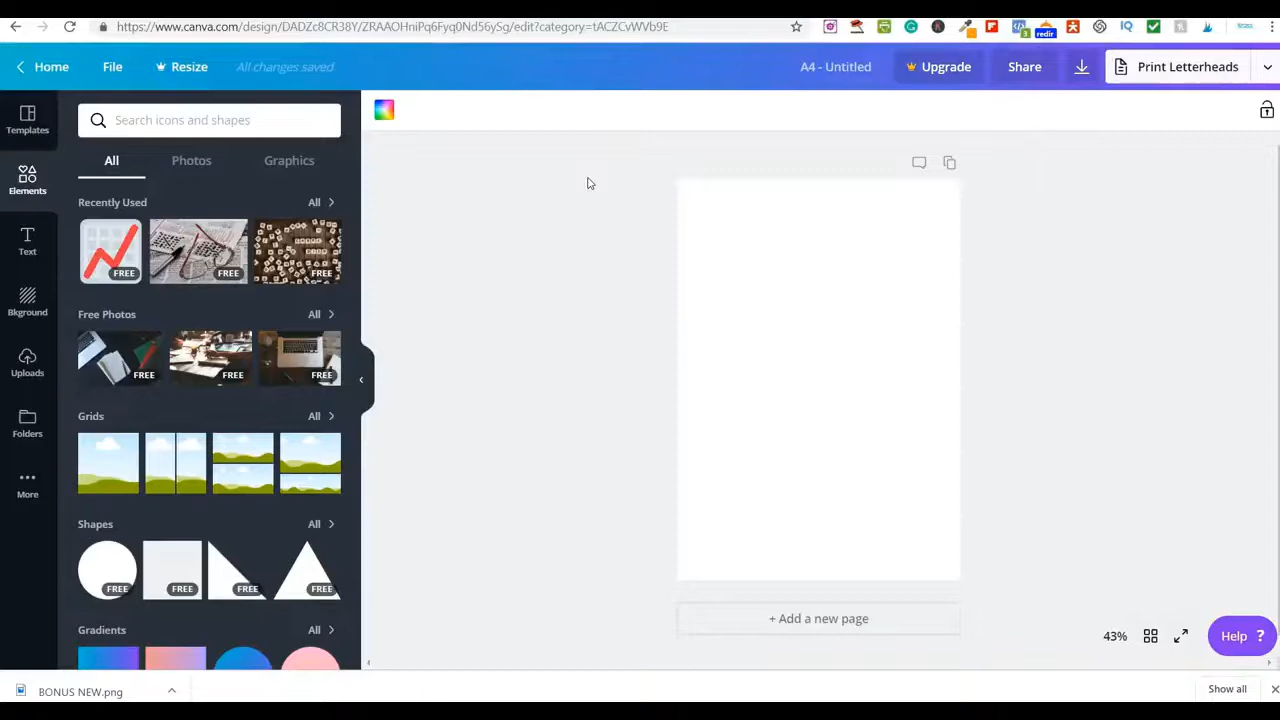 https://www.canva.com/design/DADZc8CR38Y/ZRAAOHniPq6Fyq0Nd56ySg/edit?category=tACZCvWVb9E
3
redir
Home
File
Resize
All changes saved
A4 - Untitled
Upgrade
Share
Print Letterheads
Templates
Elements
Text
Bkground
Uploads
Folders
More
Search icons and shapes
All
Photos
Graphics
Recently Used
All
FREE
FREE
FREE
Free Photos
All
FREE
FREE
FREE
Grids
All
Shapes
All
FREE
FREE
FREE
FREE
Gradients
All
+ Add a new page
43%
Help ?
BONUS NEW.png
Show all